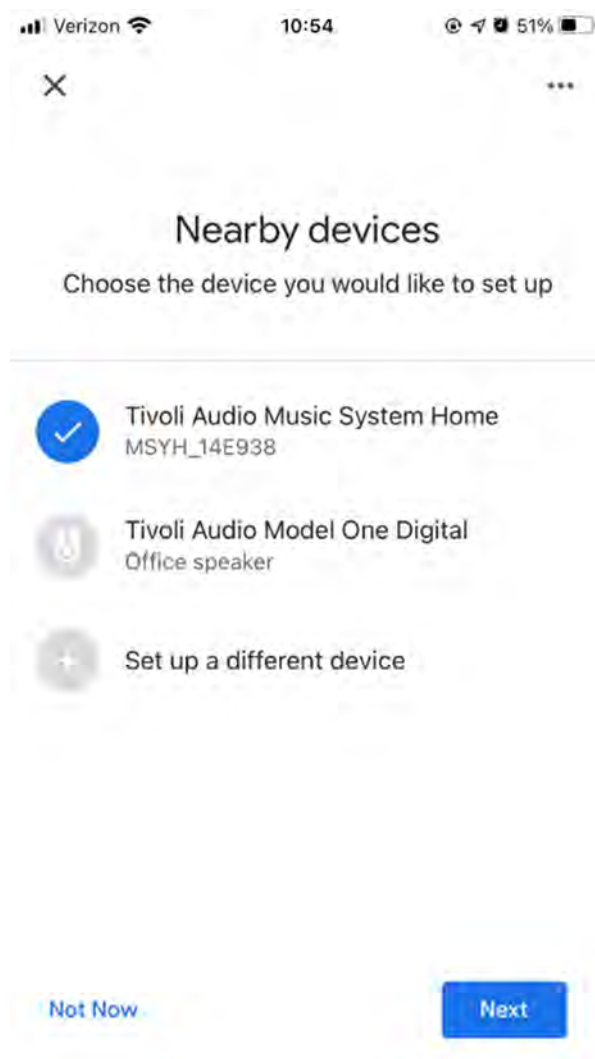 Verizon 10:54 51%
Nearby devices
Choose the device you would like to set up
Tivoli Audio Music System Home
MSYH_14E938
Tivoli Audio Model One Digital
Office speaker
Set up a different device
Not Now Next